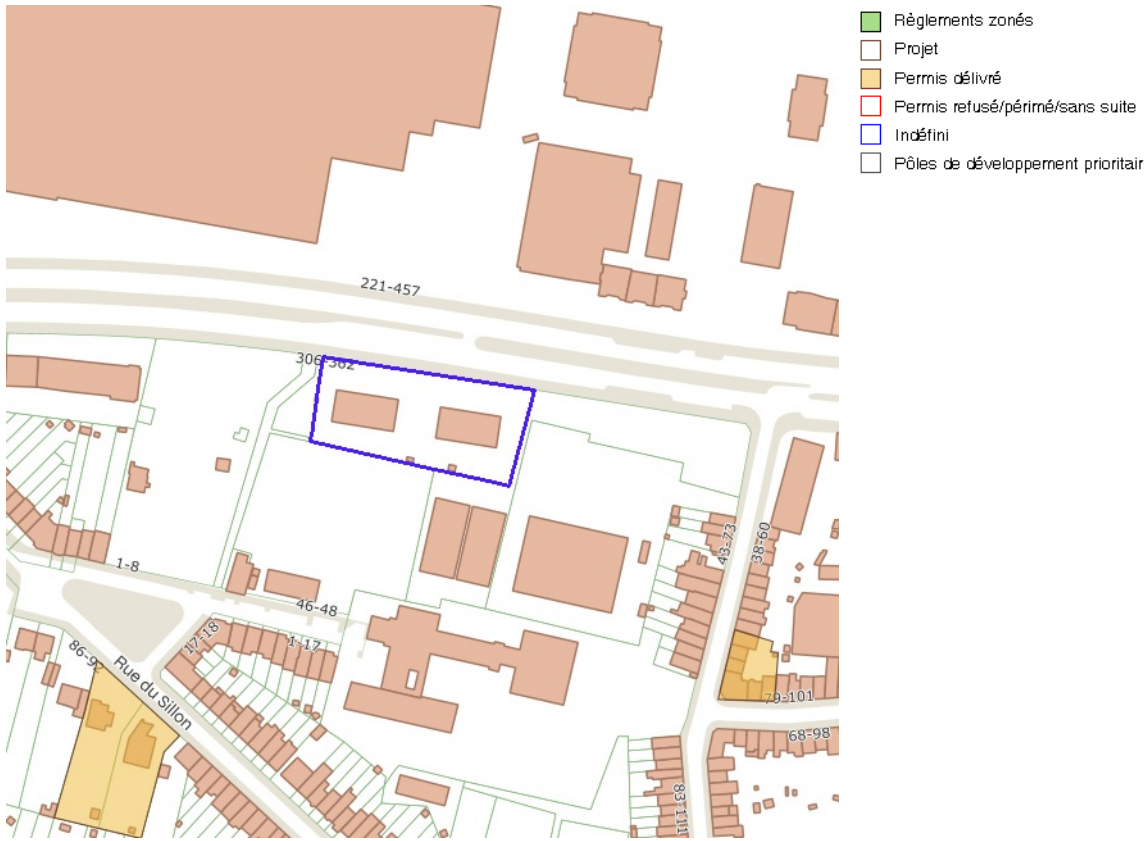 Règlements zonés
Projet
Permis délivré
Permis refusé/périmé/sans suite
Indéfini
Pôles de développement prioritair
221-457
306-362
1-8
46-48
17-18
1-17
86-92
Rue du Sillon
43-73
38-60
79-101
68-98
83-111